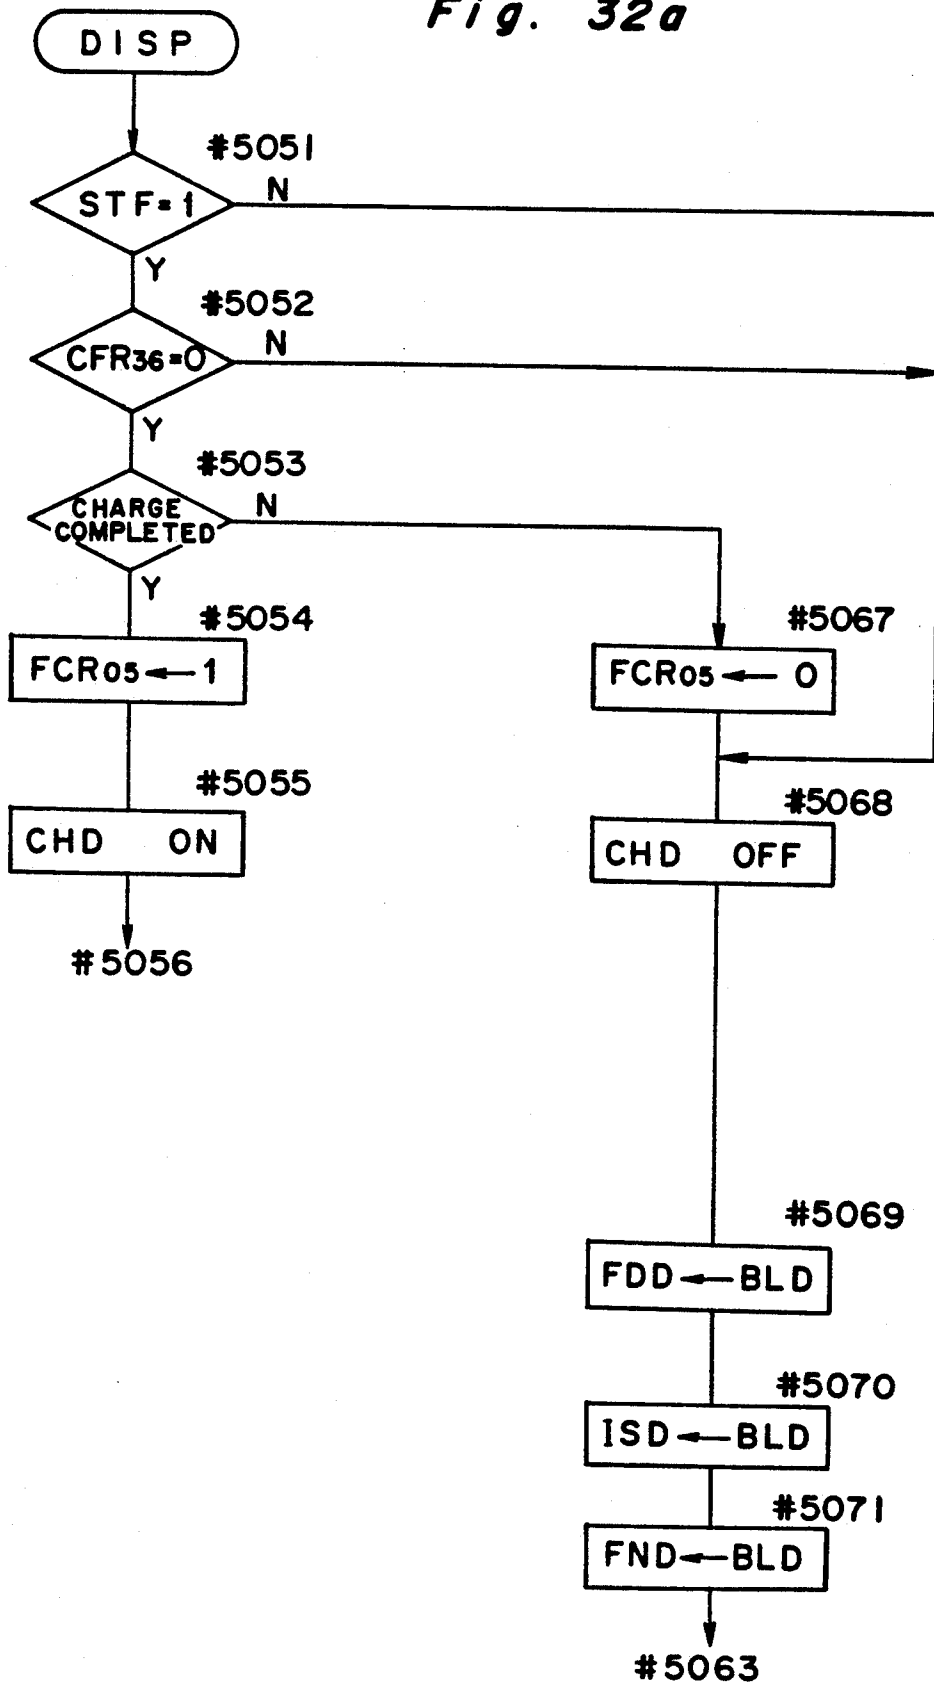 Fig. 32a
DISP
#5051
STF=1
N
Y
#5052
CFR36=0
N
Y
#5053
CHARGE
COMPLETED
N
Y
#5054
FCR05←1
#5055
CHD ON
#5056
#5067
FCR05←0
#5068
CHD OFF
#5069
FDD←BLD
#5070
ISD←BLD
#5071
FND←BLD
#5063